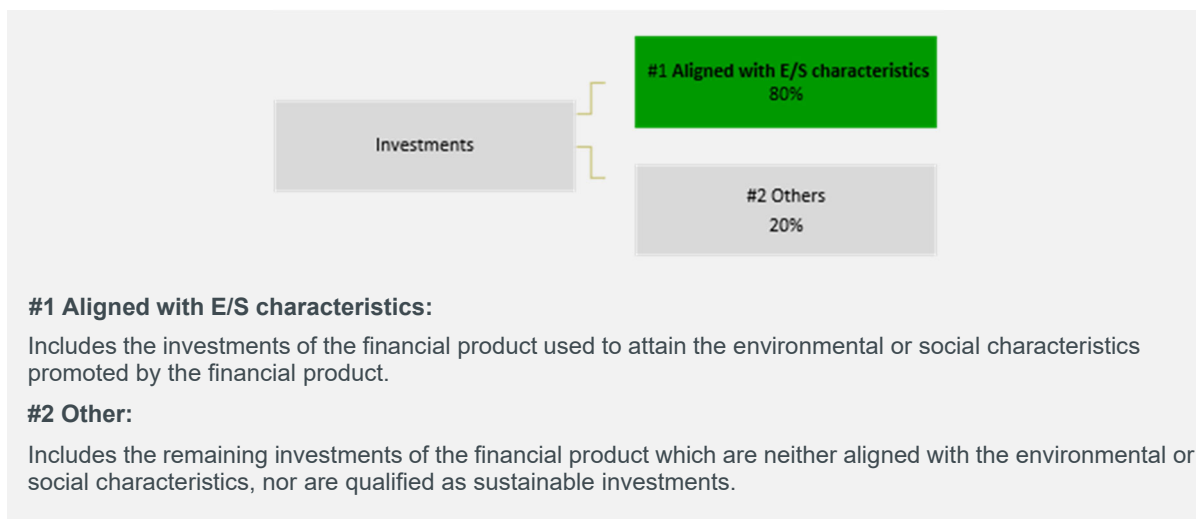 #1 Aligned with E/S characteristics
80%
Investments
#2 Others
20%
#1 Aligned with E/S characteristics:
Includes the investments of the financial product used to attain the environmental or social characteristics
promoted by the financial product.
#2 Other:
Includes the remaining investments of the financial product which are neither aligned with the environmental or
social characteristics, nor are qualified as sustainable investments.